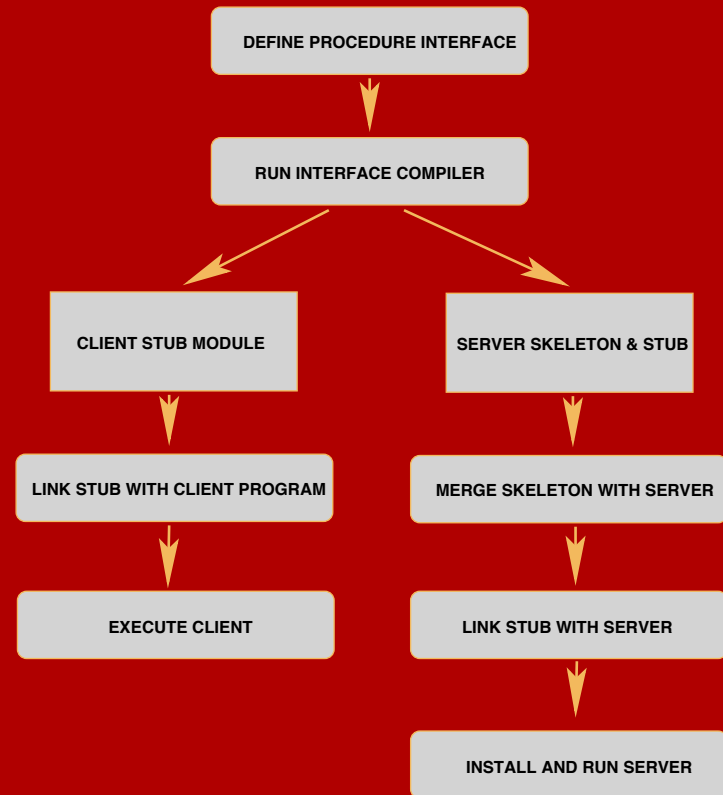 DEFINE PROCEDURE INTERFACE
RUN INTERFACE COMPILER
CLIENT STUB MODULE
SERVER SKELETON & STUB
LINK STUB WITH CLIENT PROGRAM
MERGE SKELETON WITH SERVER
EXECUTE CLIENT
LINK STUB WITH SERVER
INSTALL AND RUN SERVER